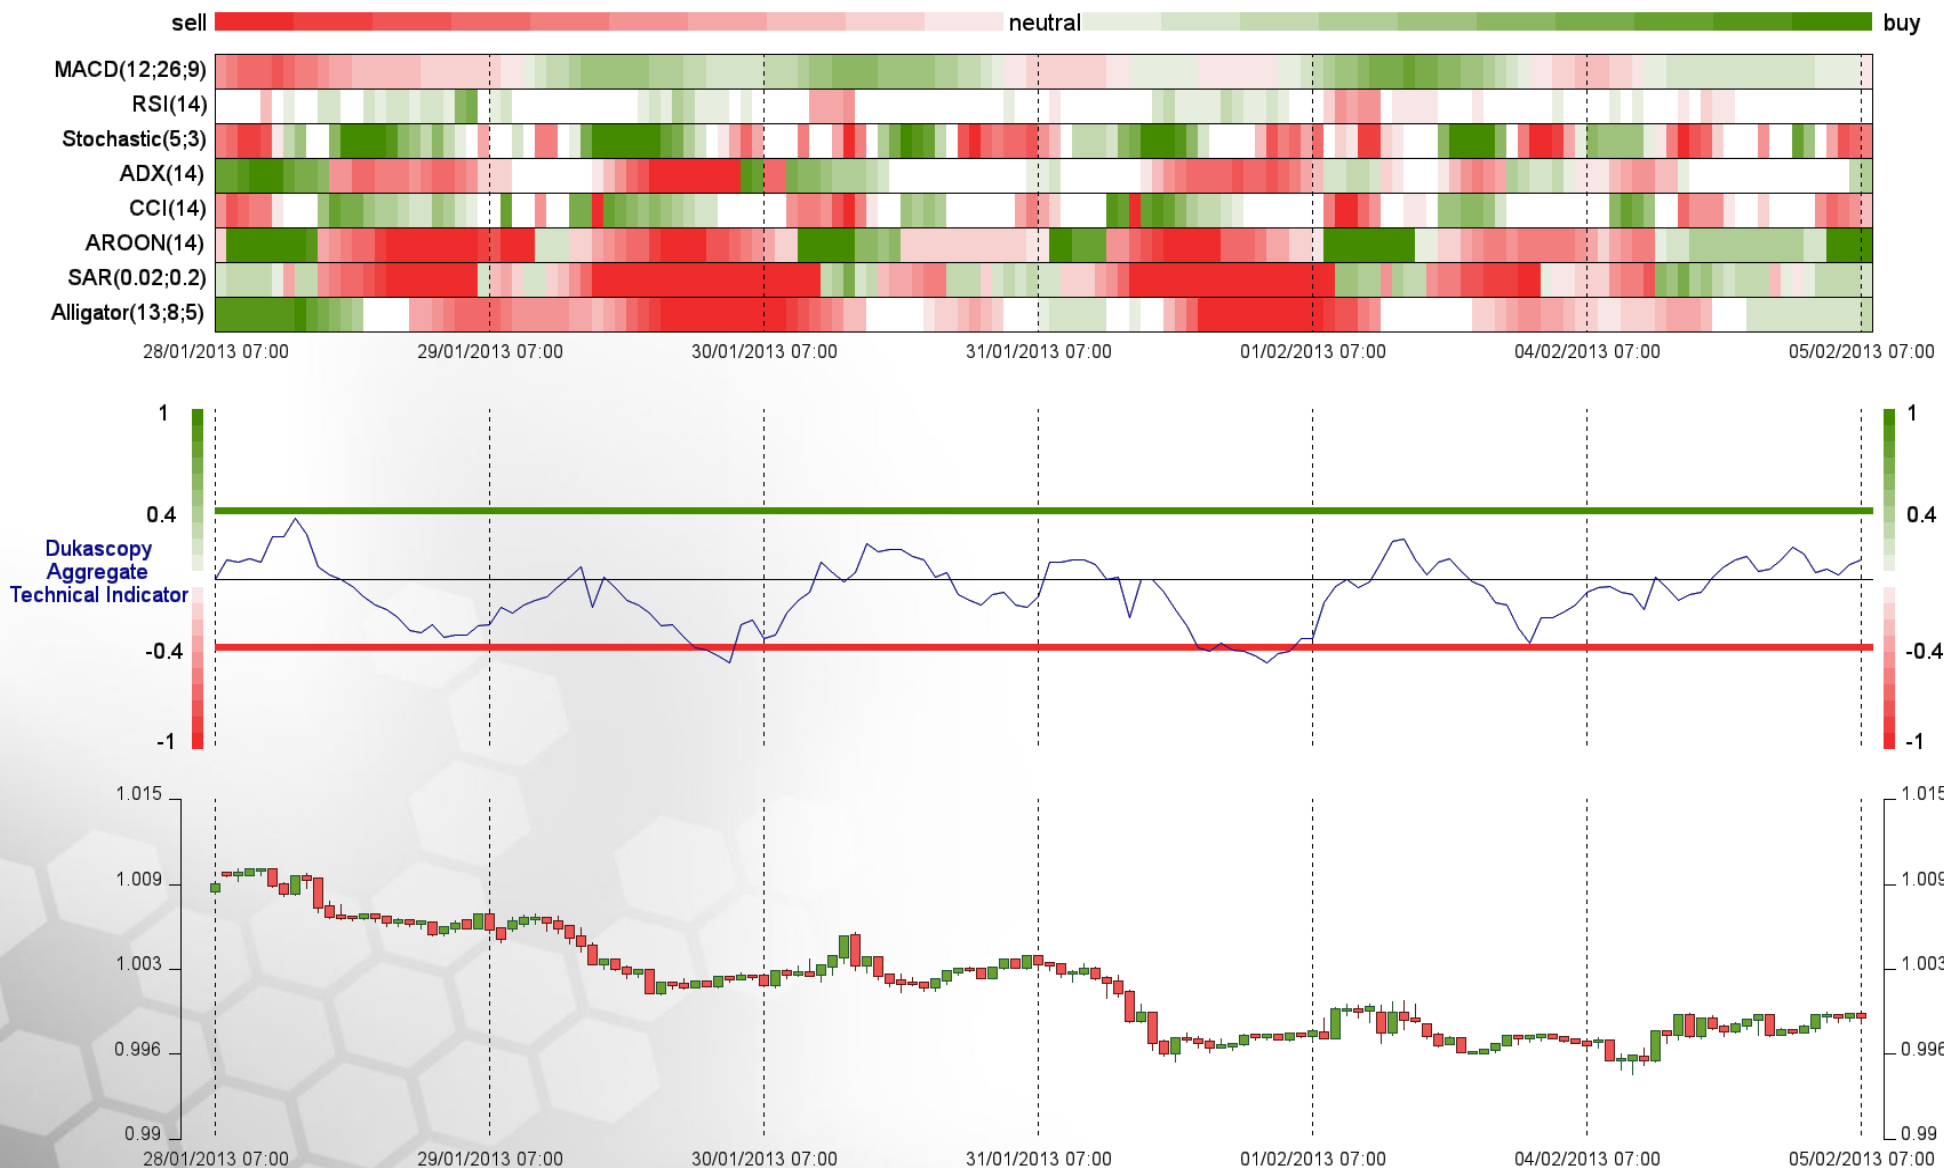 sell neutral buy
MACD(12;26;9)
RSI(14)
Stochastic(5;3)
ADX(14)
CCI(14)
AROON(14)
SAR(0.02;0.2)
Alligator(13;8;5)
28/01/2013 07:00 29/01/2013 07:00 30/01/2013 07:00 31/01/2013 07:00 01/02/2013 07:00 04/02/2013 07:00 05/02/2013 07:00
1 1
0.4 0.4
Dukascopy
Aggregate
Technical Indicator
-0.4 -0.4
-1 -1
1.015 1.015
1.009 1.009
1.003 1.003
0.996 0.996
0.99 0.99
28/01/2013 07:00 29/01/2013 07:00 30/01/2013 07:00 31/01/2013 07:00 01/02/2013 07:00 04/02/2013 07:00 05/02/2013 07:00